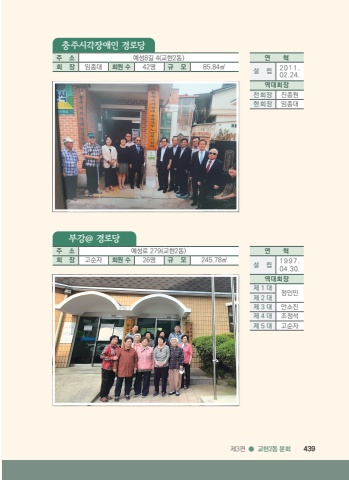 충주시각장애인 경로당
주 소 예성8길 4(교현2동)
회 장 임종대 회원 수 42명 규 모 85.84㎡
연 혁
설 립 2011. 02.24.
역대회장
전회장 진종원
현회장 임종대
부강@ 경로당
주 소 예성로 279(교현2동)
회 장 고순자 회원 수 26명 규 모 245.78㎡
연 혁
설 립 1997. 04.30.
역대회장
제 1 대 정인민
제 2 대
제 3 대 안소진
제 4 대 조정석
제 5 대 고순자
제3편 ● 교현2동 문화 439